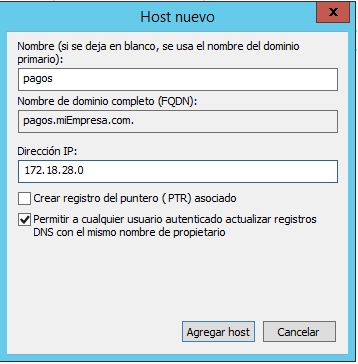 Host nuevo
x
Nombre (si se deja en blanco, se usa el nombre del dominio
primario):
pagos
Nombre de dominio completo (FQDN):
pagos.miEmpresa.com.
Dirección IP:
172.18.28.0
Crear registro del puntero (PTR) asociado
Permitir a cualquier usuario autenticado actualizar registros
DNS con el mismo nombre de propietario
Agregar host
Cancelar